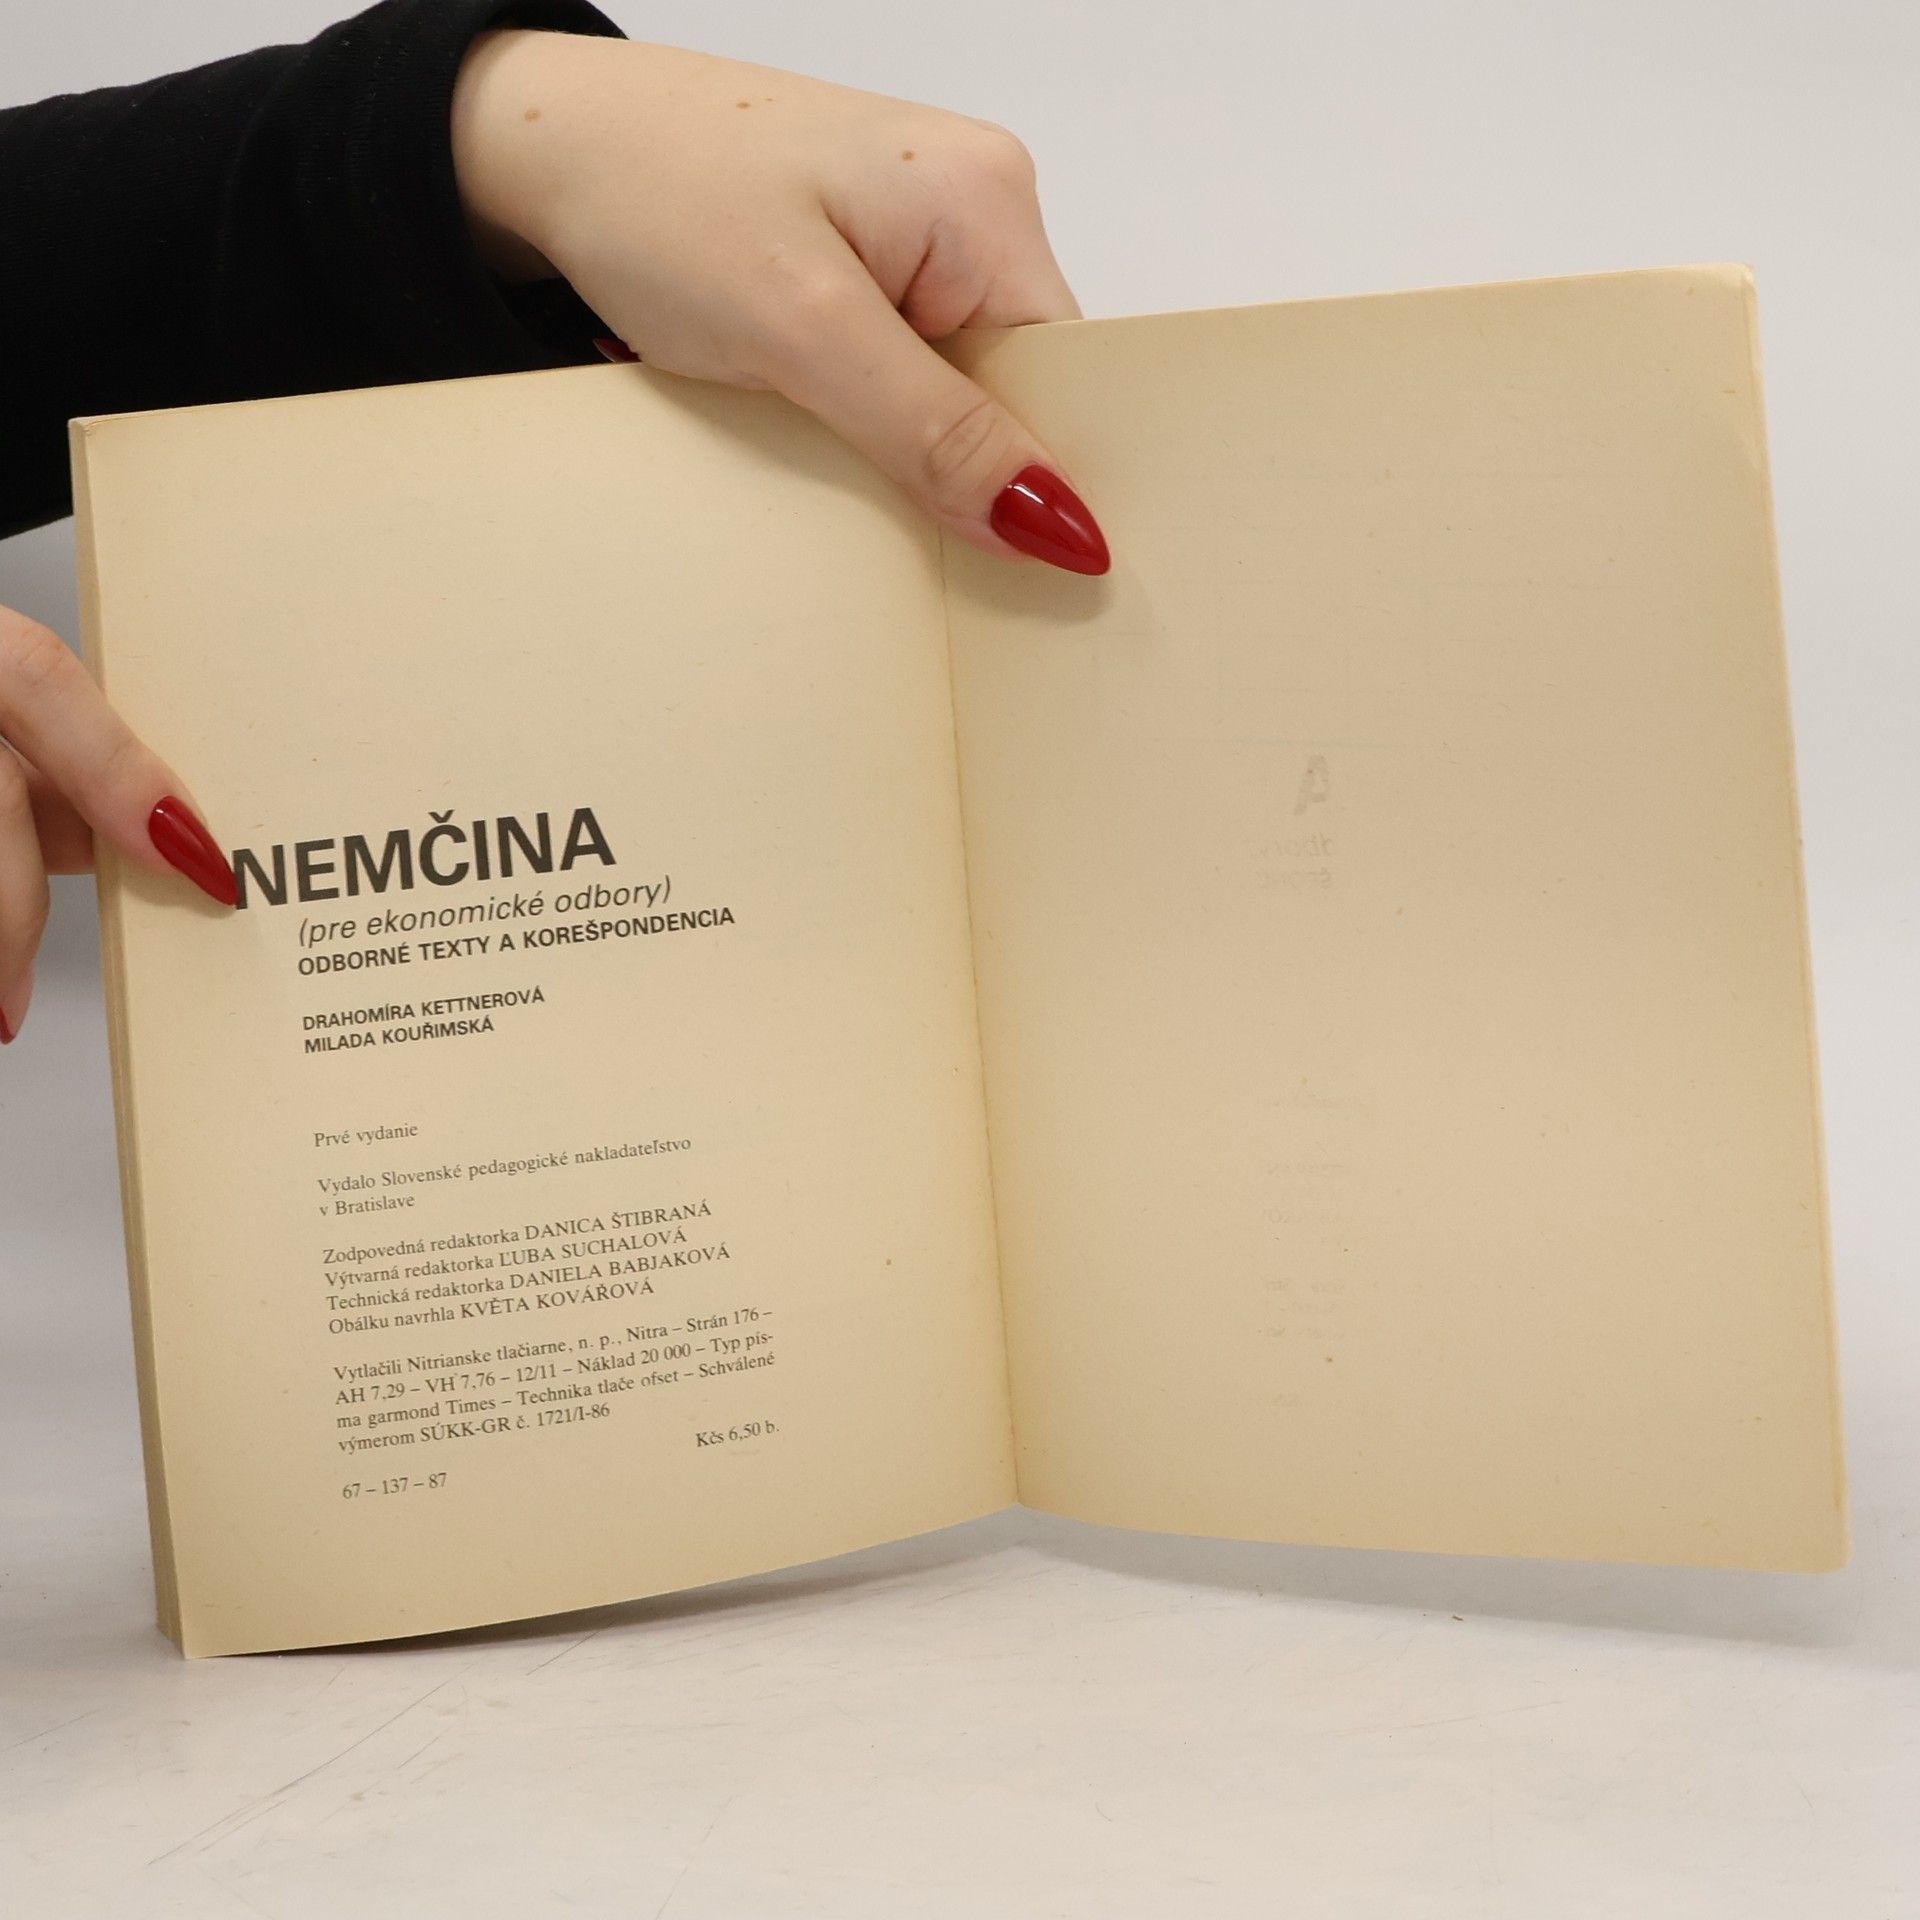 NEMČINA
(pre ekonomické odbory)
ODBORNÉ TEXTY A KOREŠPONDENCIA
DRAHOMÍRA KETTNEROVÁ
MILADA KOUŘIMSKÁ
Prvé vydanie
Vydalo Slovenské pedagogické nakladateľstvo
v Bratislave
Zodpovedná redaktorka DANICA ŠTIBRANÁ
Výtvarná redaktorka ĽUBA SUCHALOVÁ
Technická redaktorka DANIELA BABJAKOVÁ
Obálku navrhla KVĚTA KOVÁŘOVÁ
Vytlačili Nitrianske tlačiarne, n. p., Nitra – Strán 176 –
AH 7,29 – VH 7,76 – 12/11 – Náklad 20 000 – Typ pís-
ma garmond Times – Technika tlače ofset – Schválené
výmerom SÚKK-GR č. 1721/I-86
Kčs 6,50 b.
67 – 137 – 87